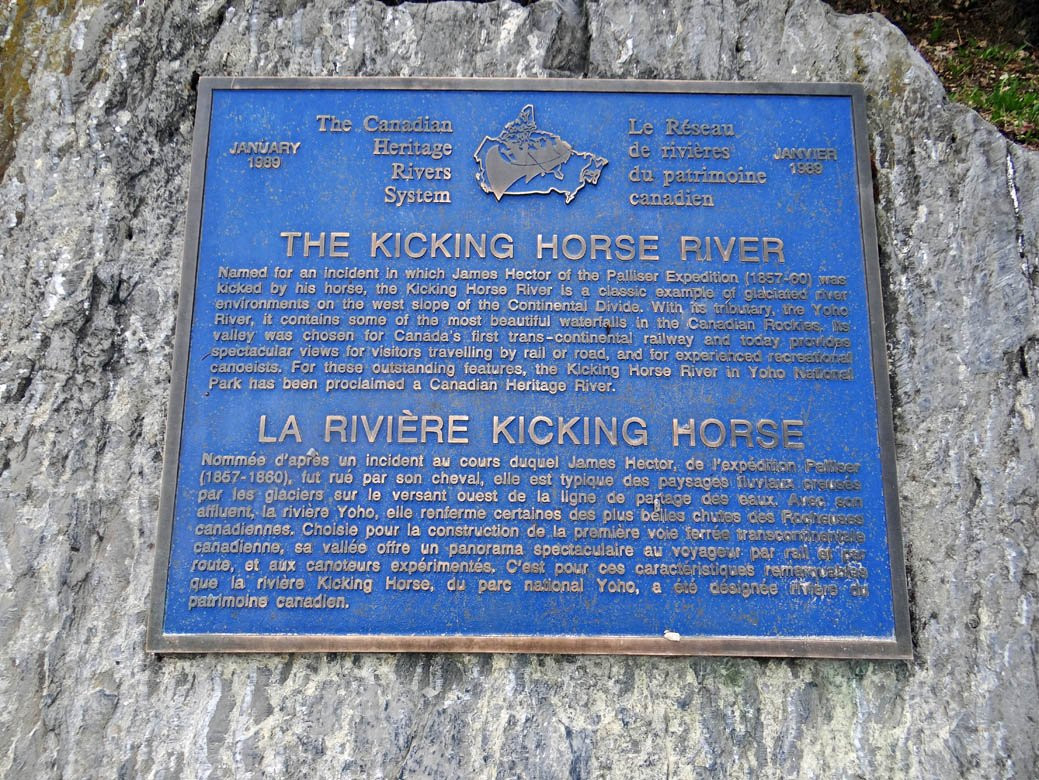 JANUARY
1989
The Canadian
Heritage
Rivers
System
Le Réseau
de rivières
du patrimoine
canadien
JANVIER
1989
THE KICKING HORSE RIVER
Named for an incident in which James Hector of the Palliser Expedition (1857-60) was
kicked by his horse, the Kicking Horse River is a classic example of glaciated river
environments on the west slope of the Continental Divide. With its tributary, the Yoho
River, it contains some of the most beautiful waterfalls in the Canadian Rockies. Its
valley was chosen for Canada's first trans-continental railway and today provides
spectacular views for visitors travelling by rail or road, and for experienced recreational
canoeists. For these outstanding features, the Kicking Horse River in Yoho National
Park has been proclaimed a Canadian Heritage River.
LA RIVIÈRE KICKING HORSE
Nommée d'après un incident au cours duquel James Hector, de l'expédition Palliser
(1857-1860), fut rué par son cheval, elle est typique des paysages fluviaux creusés
par les glaciers sur le versant ouest de la ligne de partage des eaux. Avec son
affluent, la rivière Yoho, elle renferme certaines des plus belles chutes des Rocheuses
canadiennes. Choisie pour la construction de la première voie ferrée transcontinentale
canadienne, sa vallée offre un panorama spectaculaire au voyageur par rail et par
route, et aux canoteurs expérimentés. C'est pour ces caractéristiques remarquables
que la rivière Kicking Horse, du parc national Yoho, a été désignée rivière du
patrimoine canadien.